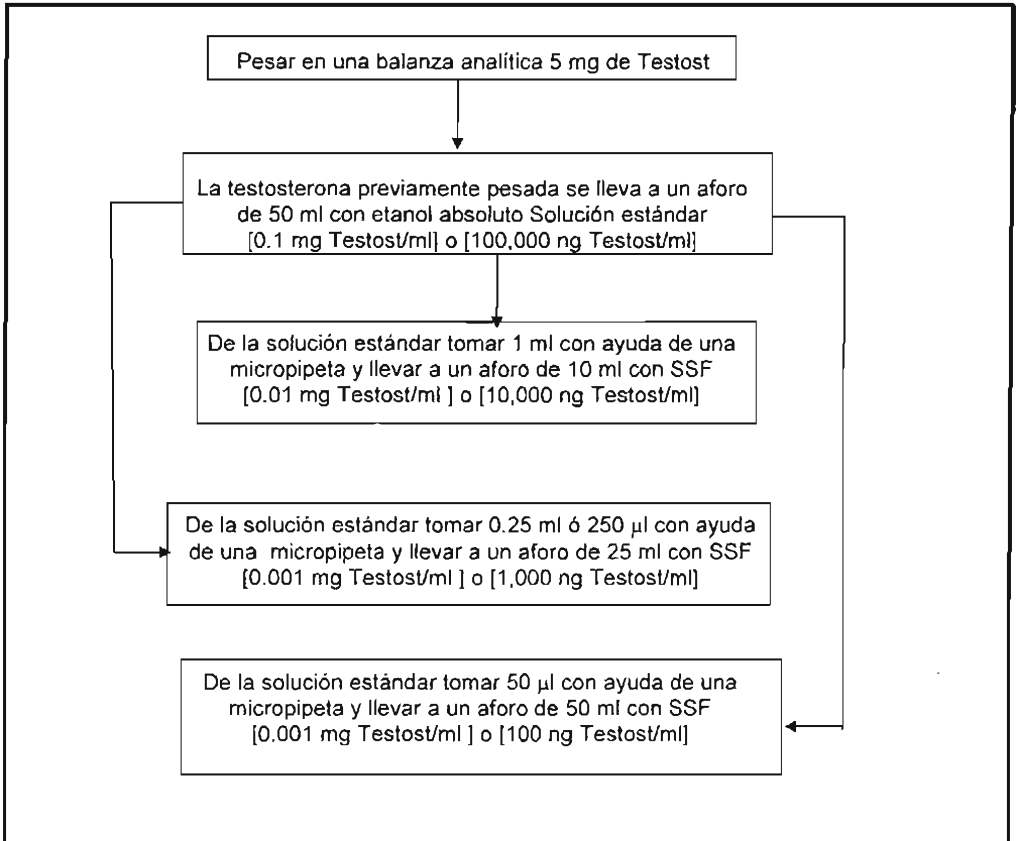 Pesar en una balanza analítica 5 mg de Testost
La testosterona previamente pesada se lleva a un aforo
de 50 ml con etanol absoluto Solución estándar
[0.1 mg Testost/ml] o [100,000 ng Testost/ml]
De la solución estándar tomar 1 ml con ayuda de una
micropipeta y llevar a un aforo de 10 ml con SSF
[0.01 mg Testost/ml ] o [10,000 ng Testost/ml]
De la solución estándar tomar 0.25 ml ó 250 µl con ayuda
de una micropipeta y llevar a un aforo de 25 ml con SSF
[0.001 mg Testost/ml ] o [1,000 ng Testost/ml]
De la solución estándar tomar 50 µl con ayuda de una
micropipeta y llevar a un aforo de 50 ml con SSF
[0.001 mg Testost/ml ] o [100 ng Testost/ml]